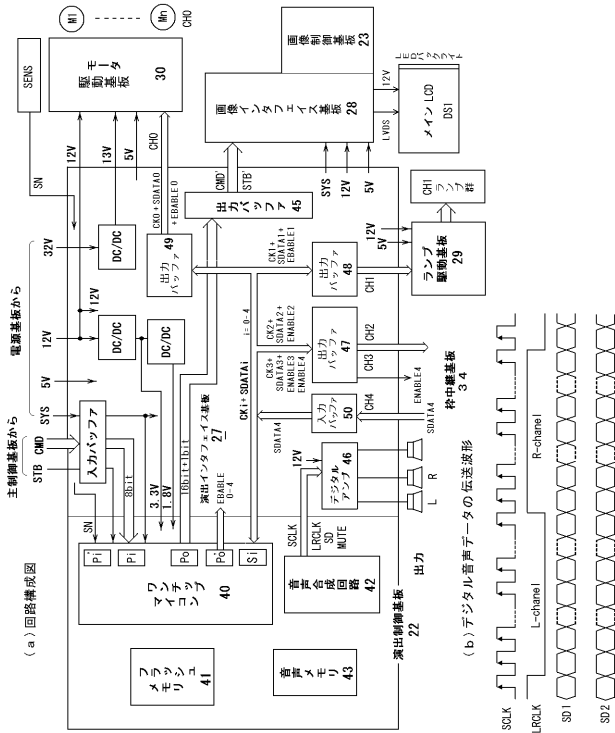 (a)回路構成図
主制御基板から
電源基板から
STB CMD
SYS
5V
12V
32V
SN
SENS
M1
Mn
CH0
モータ
駆動基板
30
12V
13V
5V
12V
DC/DC
DC/DC
DC/DC
入力バッファ
8bit
SN
3.3V
1.8V
Pi'
Pi
Po
Po'
Si
ワンチップ
マイコン
40
フラッシュ
メモリ
41
音声メモリ
43
音声合成回路
42
16bit+1bit
演出インタフェイス基板
27
EBABLE
0-4
CKi+SDATAi
i=0-4
出力
バッファ
49
CK0+SDATA0
+EBABLE0
CH0
CMD'
STB'
出力バッファ
45
画像インタフェイス基板
28
画像制御基板
23
SYS
12V
5V
LVDS
12V
メインLCD
DS1
LEDバックライト
CK1+
SDATA1+
EBABLE1
出力
バッファ
48
CH1
12V
5V
ランプ
駆動基板
29
CH1
ランプ群
CK2+
SDATA2+
ENABLE2
CK3+
SDATA3+
ENABLE3
ENABLE4
出力
バッファ
47
CH2
CH3
ENABLE4
SDATA4
入力
バッファ
50
CH4
SDATA4
枠中継基板
34
SCLK
LRCLK
SD
MUTE
12V
デジタル
アンプ
46
L
R
出力
演出制御基板
22
(b)デジタル音声データの伝送波形
SCLK
LRCLK
L-channel
R-channel
SD1
SD2